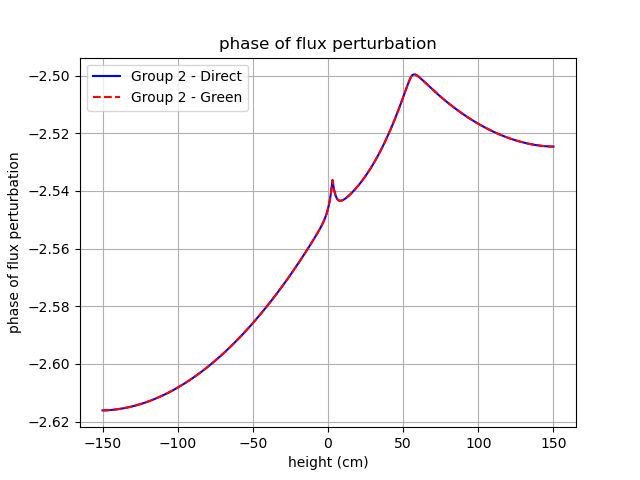 phase of flux perturbation
Group 2 - Direct
Group 2 - Green
phase of flux perturbation
−2.50
−2.52
−2.54
−2.56
−2.58
−2.60
−2.62
−150
−100
−50
0
50
100
150
height (cm)